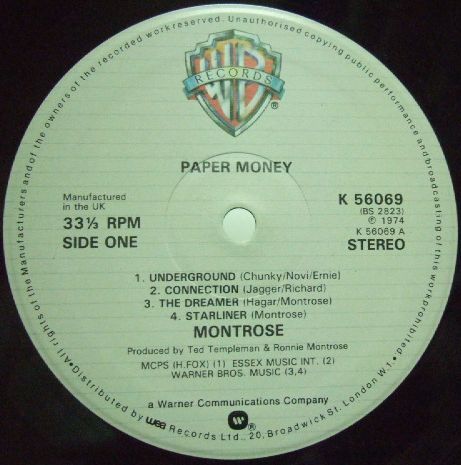 All rights of the Manufacturers and of the owners of the recorded work reserved. Unauthorised copying public performance and broadcasting of this work prohibited.
WB
RECORDS
®
PAPER MONEY
Manufactured
in the UK
33⅓ RPM
SIDE ONE
K 56069
(BS 2823)
℗ 1974
K 56069 A
STEREO
1. UNDERGROUND (Chunky/Novi/Ernie)
2. CONNECTION (Jagger/Richard)
3. THE DREAMER (Hagar/Montrose)
4. STARLINER (Montrose)
MONTROSE
Produced by Ted Templeman & Ronnie Montrose
MCPS (H.FOX) (1) ESSEX MUSIC INT. (2)
WARNER BROS. MUSIC (3,4)
a Warner Communications Company
®
•Distributed by wea Records Ltd., 20, Broadwick St. London W.1.•